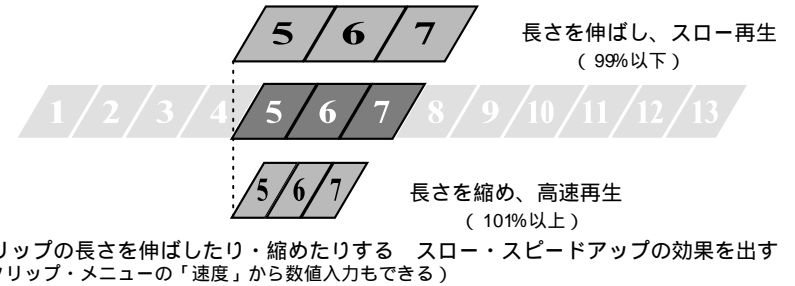 5 6 7
長さを伸ばし、スロー再生
( 99%以下 )
1 2 3 4 5 6 7 8 9 10 11 12 13
5 6 7
長さを縮め、高速再生
( 101%以上 )
リップの長さを伸ばしたり・縮めたりする スロー・スピードアップの効果を出す
クリップ・メニューの「速度」から数値入力もできる )